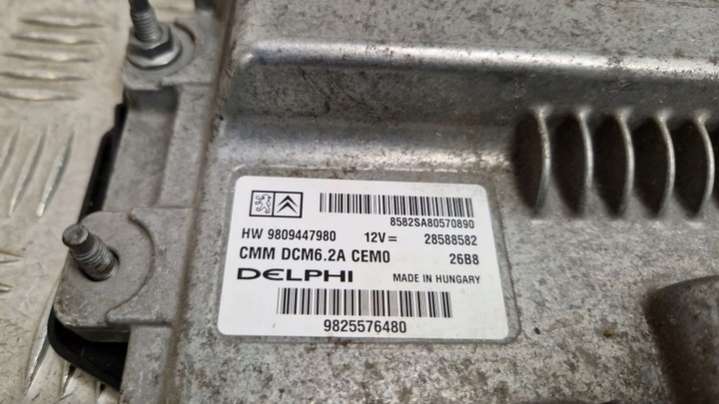 8582SA80570890
HW 9809447980 12V= 28588582
CMM DCM6.2A CEM0 26B8
DELPHI MADE IN HUNGARY
9825576480